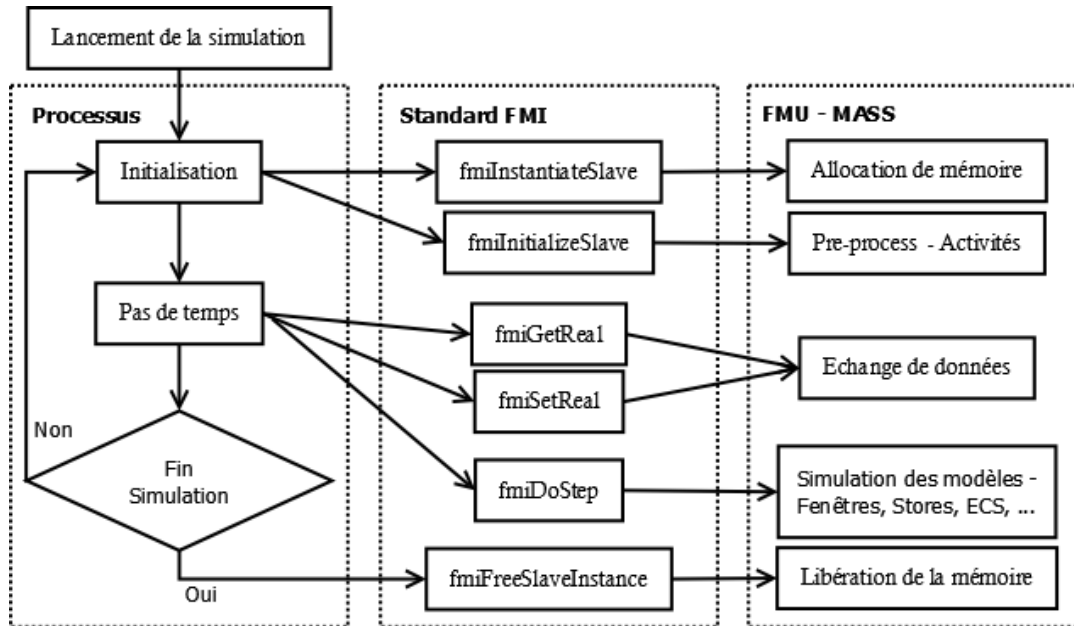 Lancement de la simulation
Processus
Standard FMI
FMU - MASS
Initialisation
fmiInstantiateSlave
Allocation de mémoire
fmiInitializeSlave
Pre-process - Activités
Pas de temps
fmiGetReal
fmiSetReal
Echange de données
Non
Fin
Simulation
fmiDoStep
Simulation des modèles -
Fenêtres, Stores, ECS, ...
Oui
fmiFreeSlaveInstance
Libération de la mémoire